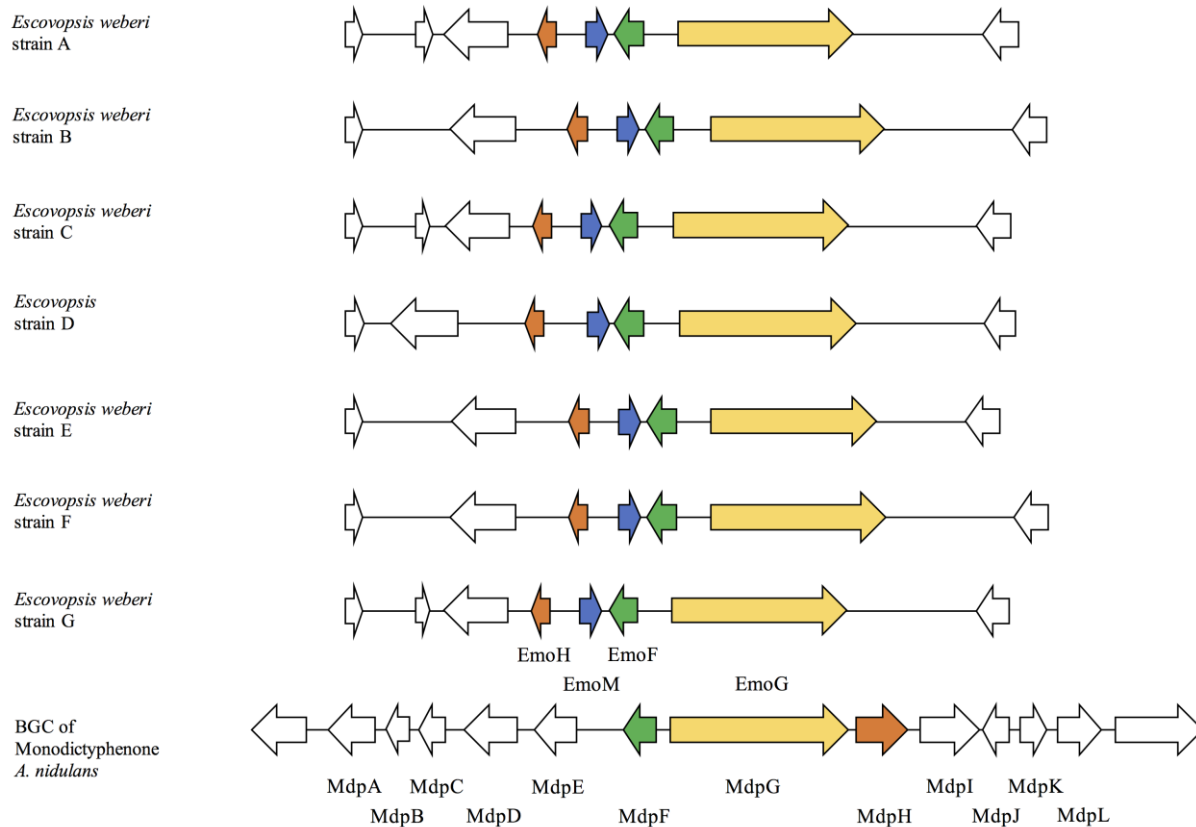 Escovopsis weberi
strain A
Escovopsis weberi
strain B
Escovopsis weberi
strain C
Escovopsis
strain D
Escovopsis weberi
strain E
Escovopsis weberi
strain F
Escovopsis weberi
strain G
EmoH EmoF
EmoM EmoG
BGC of
Monodictyphenone
A. nidulans
MdpA MdpC MdpE MdpG MdpI MdpK
MdpB MdpD MdpF MdpH MdpJ MdpL